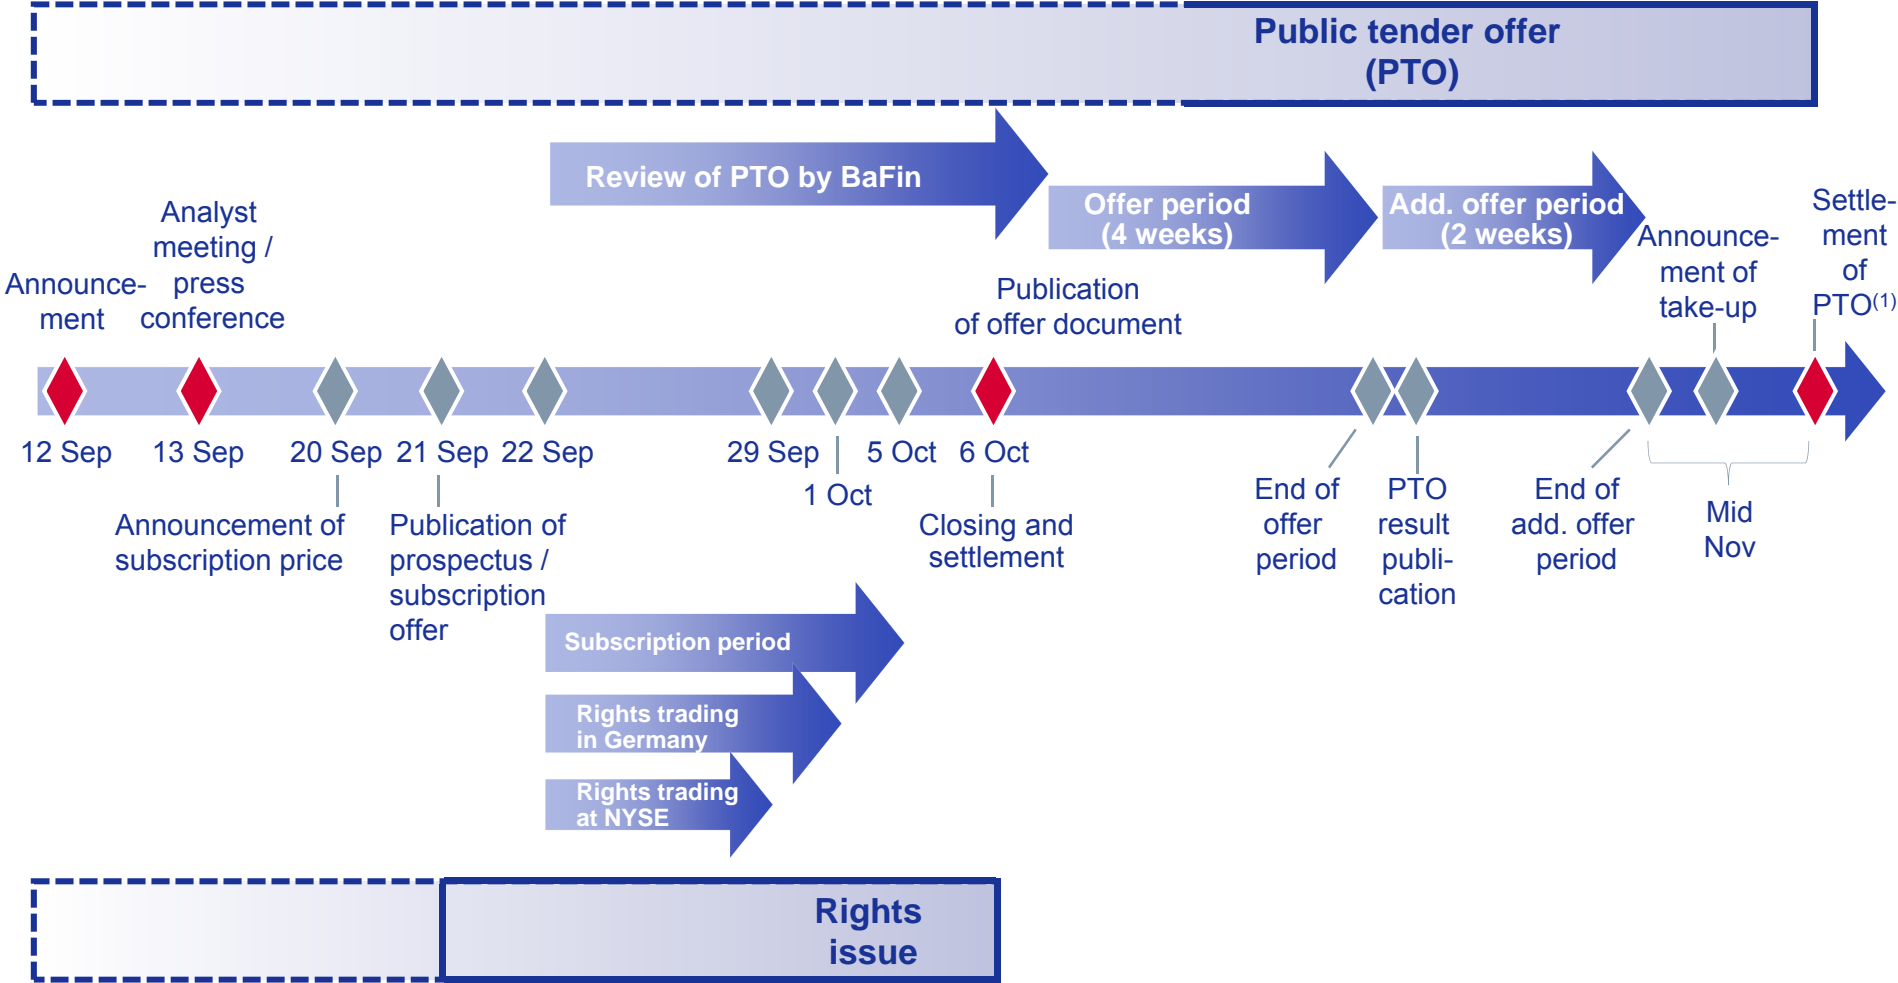 Public tender offer
(PTO)
Review of PTO by BaFin
Offer period
(4 weeks)
Add. offer period
(2 weeks)
Announce-
ment
Analyst
meeting /
press
conference
Publication
of offer document
Announce-
ment of
take-up
Settle-
ment
of
PTO(1)
12 Sep
13 Sep
20 Sep
21 Sep
22 Sep
29 Sep
1 Oct
5 Oct
6 Oct
Announcement of
subscription price
Publication of
prospectus /
subscription
offer
Closing and
settlement
End of
offer
period
PTO
result
publi-
cation
End of
add. offer
period
Mid
Nov
Subscription period
Rights trading
in Germany
Rights trading
at NYSE
Rights
issue